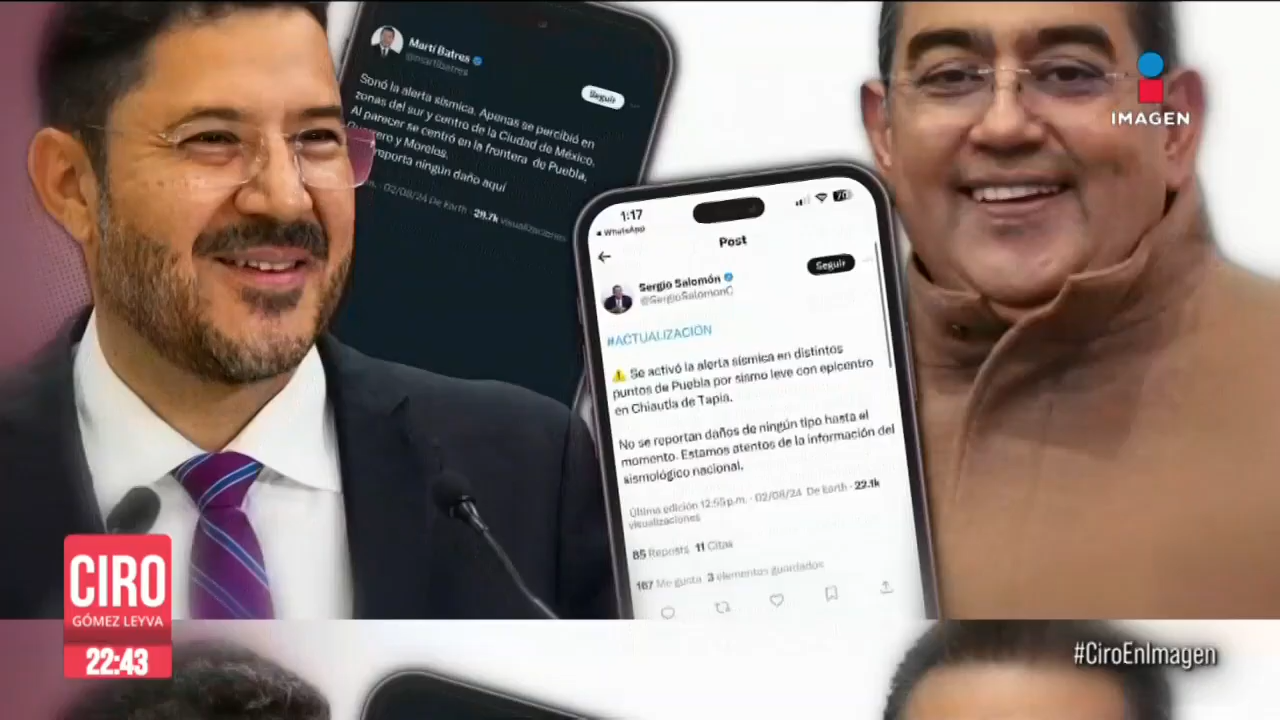 Martí Batres
@martibatres
Seguir
Sonó la alerta sísmica. Apenas se percibió en
zonas del sur y centro de la Ciudad de México.
Al parecer se centró en la frontera de Puebla,
Guerrero y Morelos.
reporta ningún daño aquí
m. · 02/08/24 De Earth · 28.7k visualizaciones
IMAGEN
1:17
WhatsApp
70
Post
Sergio Salomón
@SergioSalomonC
Seguir
#ACTUALIZACIÓN
⚠️ Se activó la alerta sísmica en distintos
puntos de Puebla por sismo leve con epicentro
en Chiautla de Tapia.
No se reportan daños de ningún tipo hasta el
momento. Estamos atentos de la información del
sismológico nacional.
Última edición 12:55 p.m. · 02/08/24 De Earth · 22.1k
visualizaciones
85 Reposts 11 Citas
167 Me gusta 3 elementos guardados
CIRO
GÓMEZ LEYVA
22:43
#CiroEnImagen